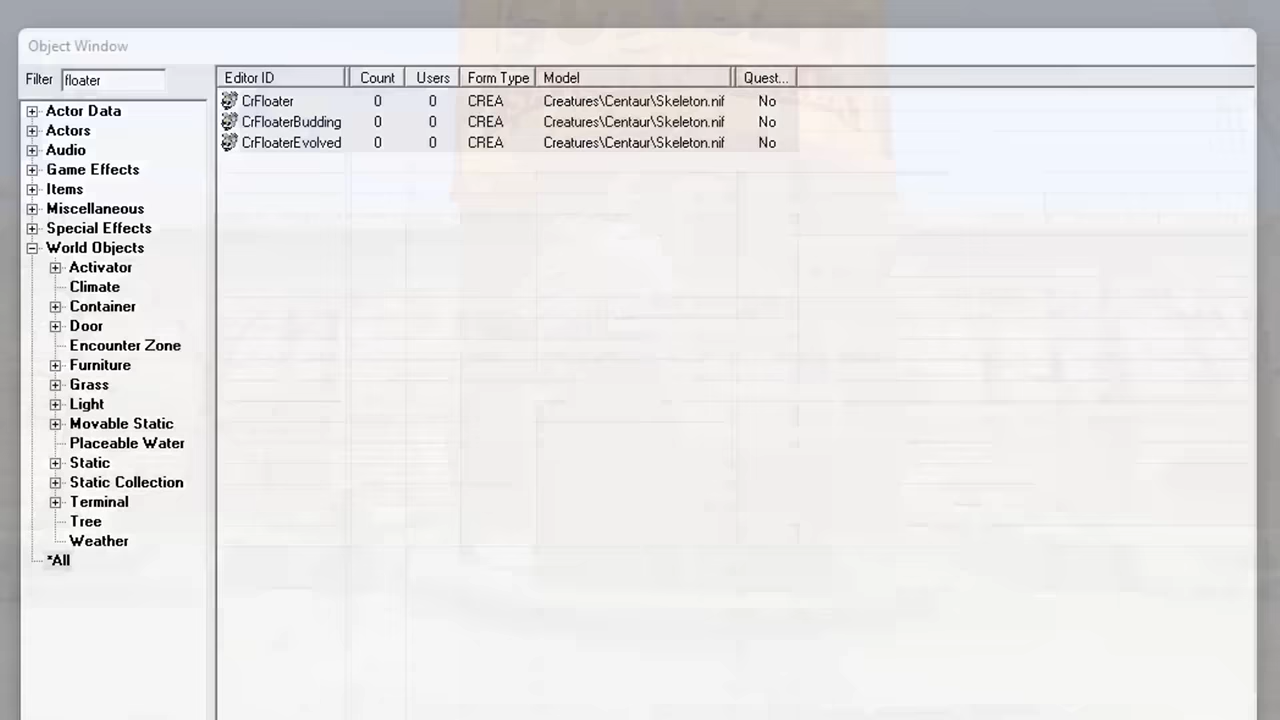 Object Window
Filter floater
Editor ID Count Users Form Type Model Quest...
CrFloater 0 0 CREA Creatures\Centaur\Skeleton.nif No
CrFloaterBudding 0 0 CREA Creatures\Centaur\Skeleton.nif No
CrFloaterEvolved 0 0 CREA Creatures\Centaur\Skeleton.nif No
Actor Data
Actors
Audio
Game Effects
Items
Miscellaneous
Special Effects
World Objects
Activator
Climate
Container
Door
Encounter Zone
Furniture
Grass
Light
Movable Static
Placeable Water
Static
Static Collection
Terminal
Tree
Weather
*All